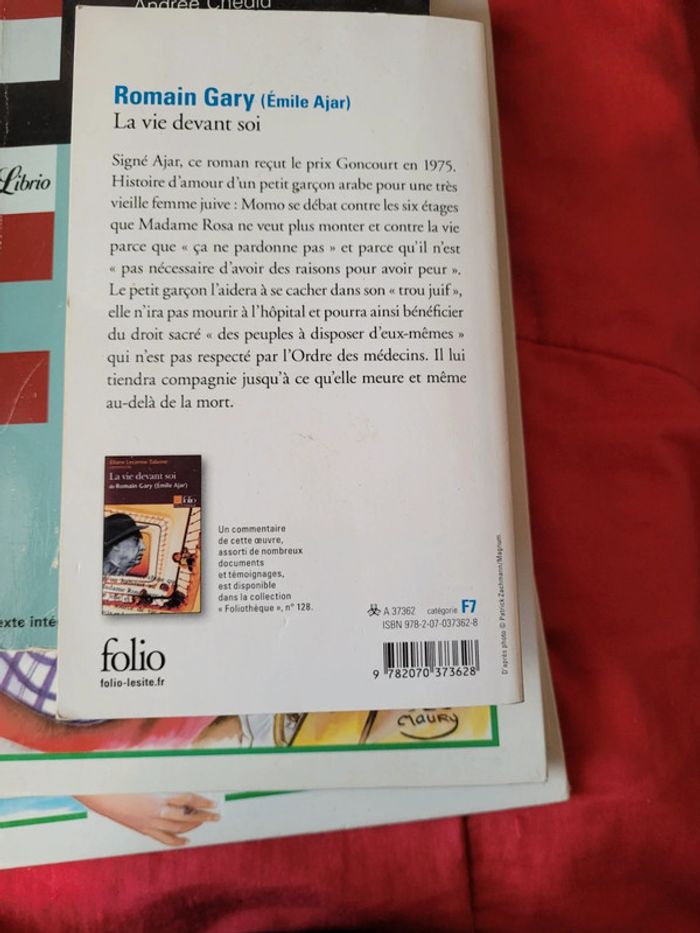 Andrée Chedid
Librio
Romain Gary (Émile Ajar)
La vie devant soi
Signé Ajar, ce roman reçut le prix Goncourt en 1975.
Histoire d'amour d'un petit garçon arabe pour une très
vieille femme juive : Momo se débat contre les six étages
que Madame Rosa ne veut plus monter et contre la vie
parce que « ça ne pardonne pas » et parce qu'il n'est
« pas nécessaire d'avoir des raisons pour avoir peur ».
Le petit garçon l'aidera à se cacher dans son « trou juif »,
elle n'ira pas mourir à l'hôpital et pourra ainsi bénéficier
du droit sacré « des peuples à disposer d'eux-mêmes »
qui n'est pas respecté par l'Ordre des médecins. Il lui
tiendra compagnie jusqu'à ce qu'elle meure et même
au-delà de la mort.
La vie devant soi
de Romain Gary (Émile Ajar)
folio
Un commentaire
de cette œuvre,
assorti de nombreux
documents
et témoignages,
est disponible
dans la collection
« Foliothèque », n° 128.
folio
folio-lesite.fr
A 37362 catégorie F7
ISBN 978-2-07-037362-8
9 782070 373628
D'après photo © Patrick Zachmann/Magnum.
exte inté
MAURY